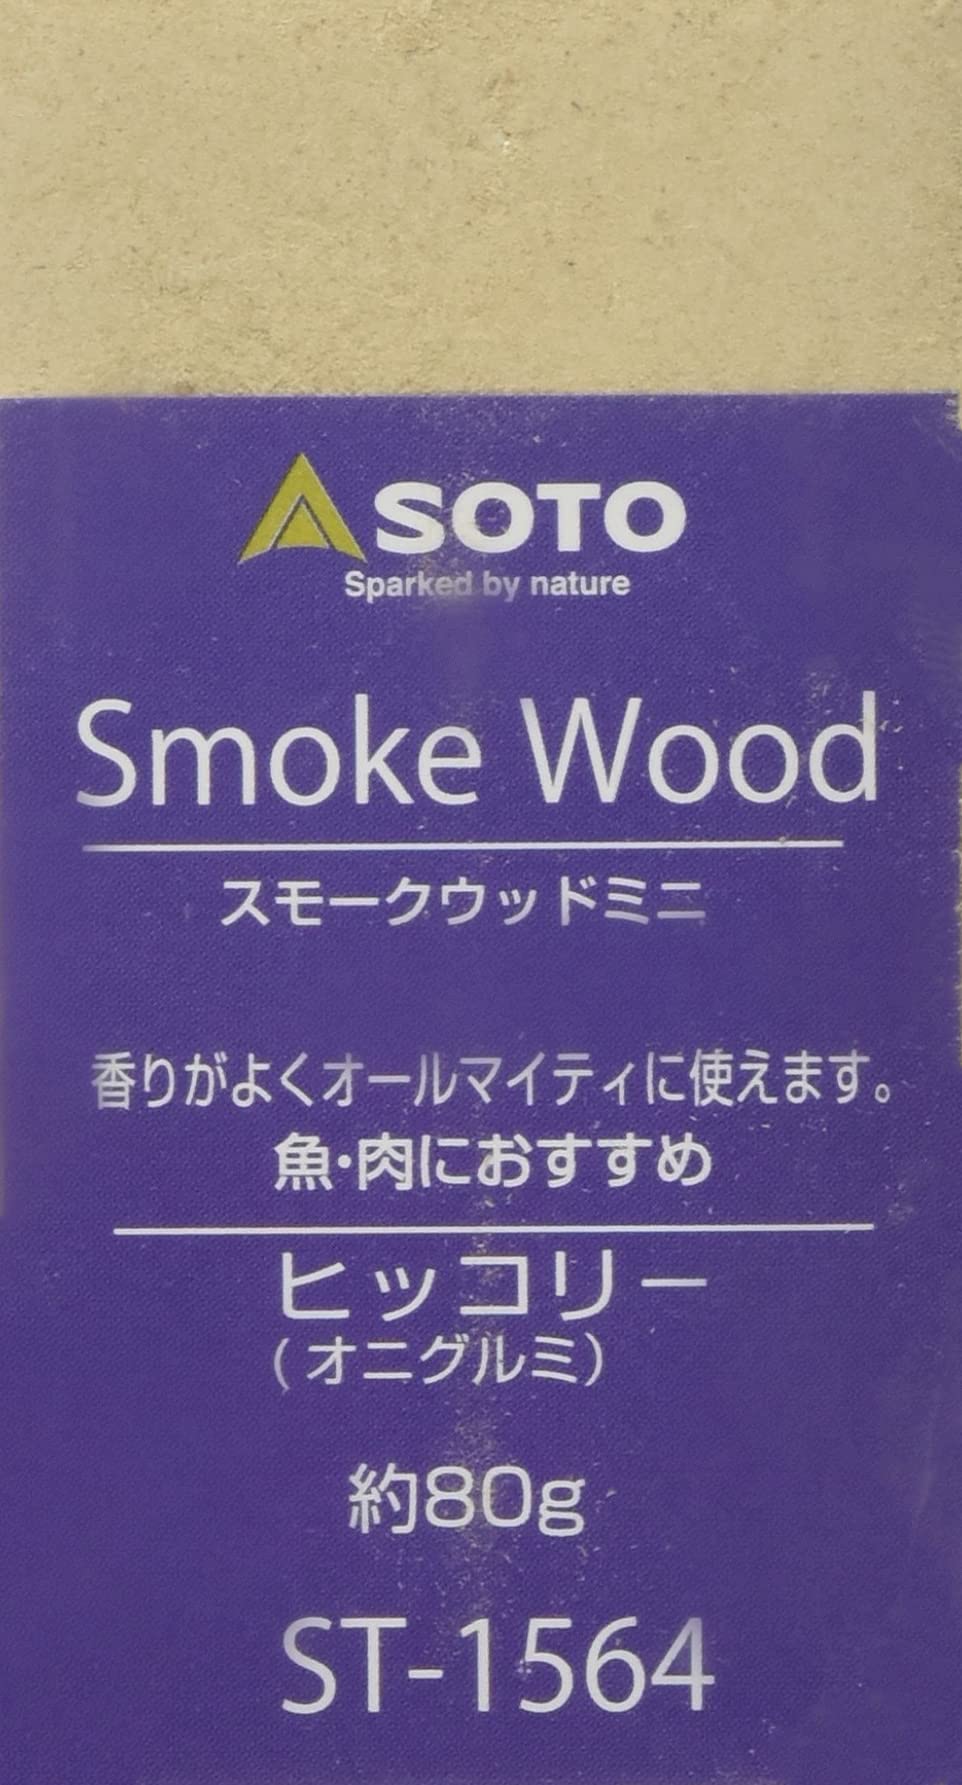 SOTO
Sparked by nature
Smoke Wood
スモークウッドミニ
香りがよくオールマイティに使えます。
魚・肉におすすめ
ヒッコリー
(オニグルミ)
約80g
ST-1564